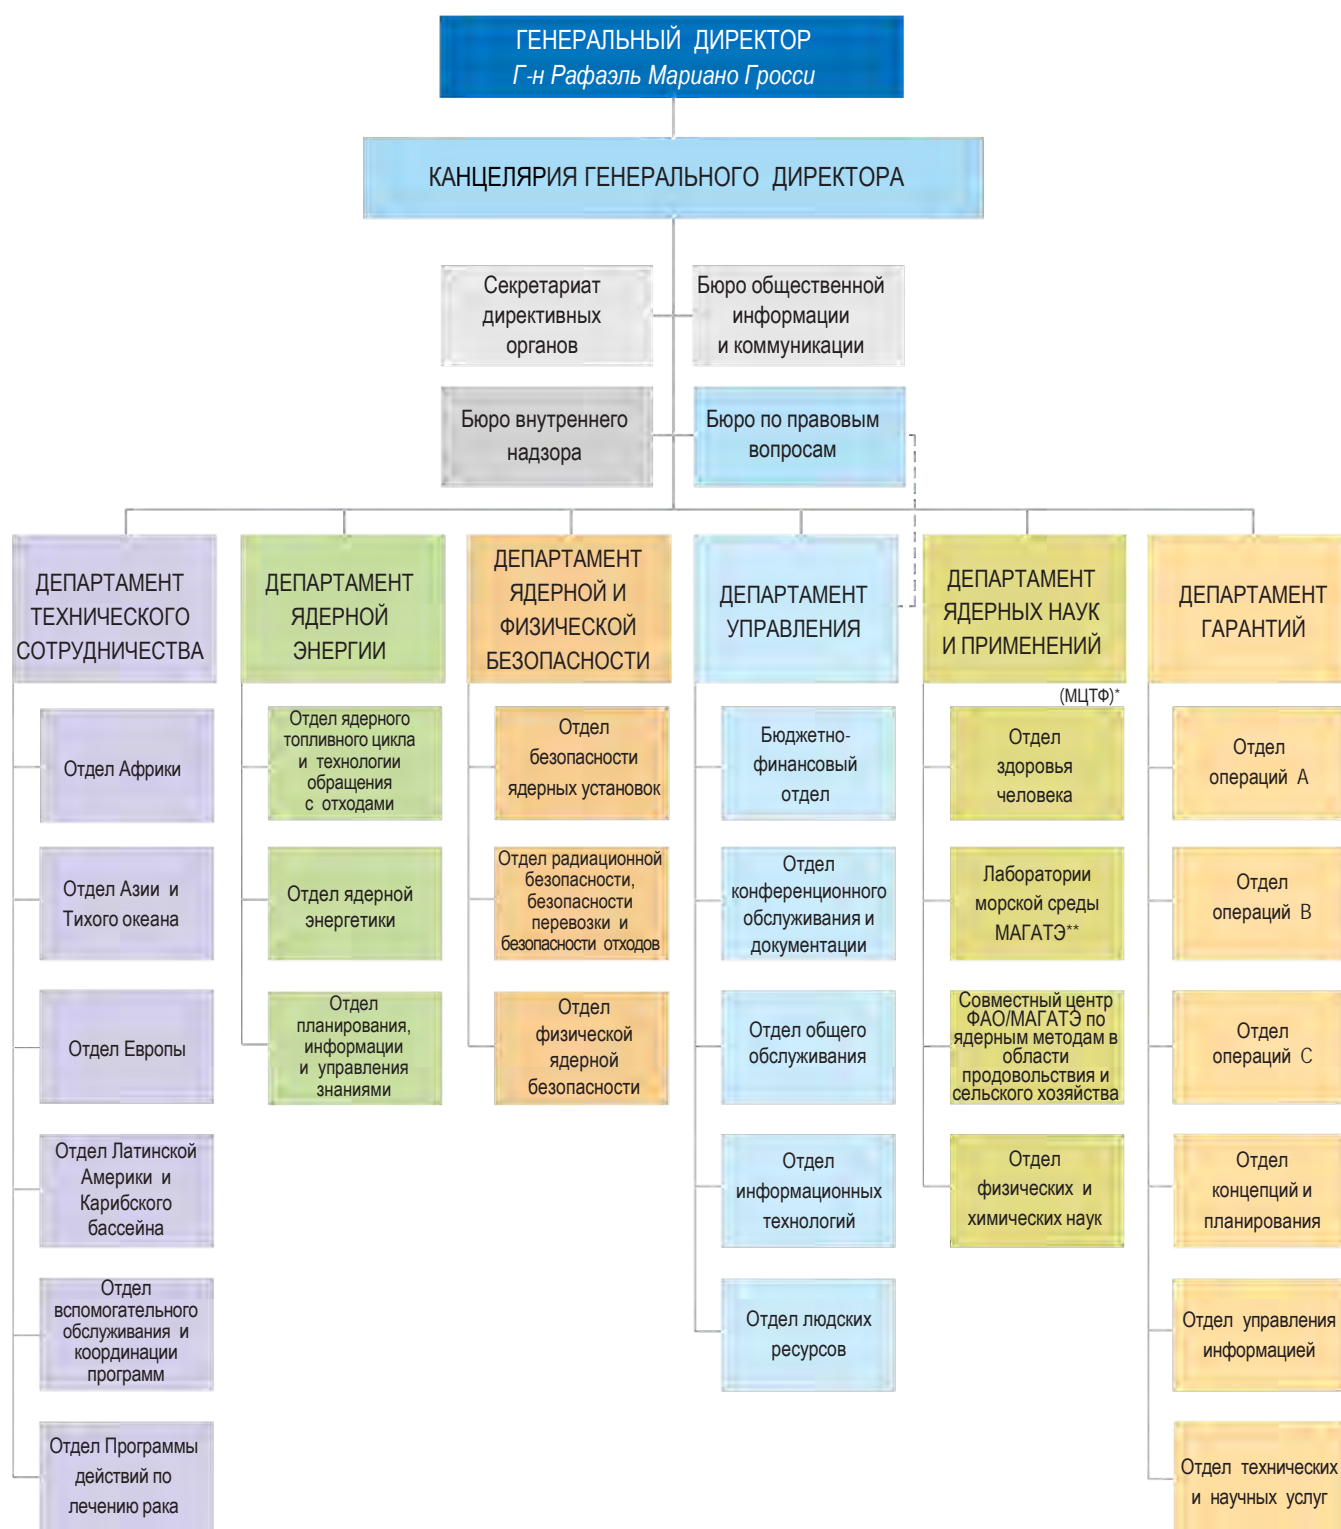 ГЕНЕРАЛЬНЫЙ ДИРЕКТОР
Г-н Рафаэль Мариано Гросси
КАНЦЕЛЯРИЯ ГЕНЕРАЛЬНОГО ДИРЕКТОРА
Секретариат
директивных
органов
Бюро общественной
информации
и коммуникации
Бюро внутреннего
надзора
Бюро по правовым
вопросам
ДЕПАРТАМЕНТ
ТЕХНИЧЕСКОГО
СОТРУДНИЧЕСТВА
Отдел Африки
Отдел Азии и
Тихого океана
Отдел Европы
Отдел Латинской
Америки и
Карибского
бассейна
Отдел
вспомогательного
обслуживания и
координации
программ
Отдел Программы
действий по
лечению рака
ДЕПАРТАМЕНТ
ЯДЕРНОЙ
ЭНЕРГИИ
Отдел ядерного
топливного цикла
и технологии
обращения
с отходами
Отдел ядерной
энергетики
Отдел
планирования,
информации
и управления
знаниями
ДЕПАРТАМЕНТ
ЯДЕРНОЙ И
ФИЗИЧЕСКОЙ
БЕЗОПАСНОСТИ
Отдел
безопасности
ядерных установок
Отдел радиационной
безопасности,
безопасности
перевозки и
безопасности отходов
Отдел
физической
ядерной
безопасности
ДЕПАРТАМЕНТ
УПРАВЛЕНИЯ
Бюджетно-
финансовый
отдел
Отдел
конференционного
обслуживания и
документации
Отдел общего
обслуживания
Отдел
информационных
технологий
Отдел людских
ресурсов
ДЕПАРТАМЕНТ
ЯДЕРНЫХ НАУК
И ПРИМЕНЕНИЙ
(МЦТФ)*
Отдел
здоровья
человека
Лаборатории
морской среды
МАГАТЭ**
Совместный центр
ФАО/МАГАТЭ по
ядерным методам в
области
продовольствия и
сельского хозяйства
Отдел
физических и
химических наук
ДЕПАРТАМЕНТ
ГАРАНТИЙ
Отдел
операций A
Отдел
операций B
Отдел
операций C
Отдел
концепций и
планирования
Отдел управления
информацией
Отдел технических
и научных услуг